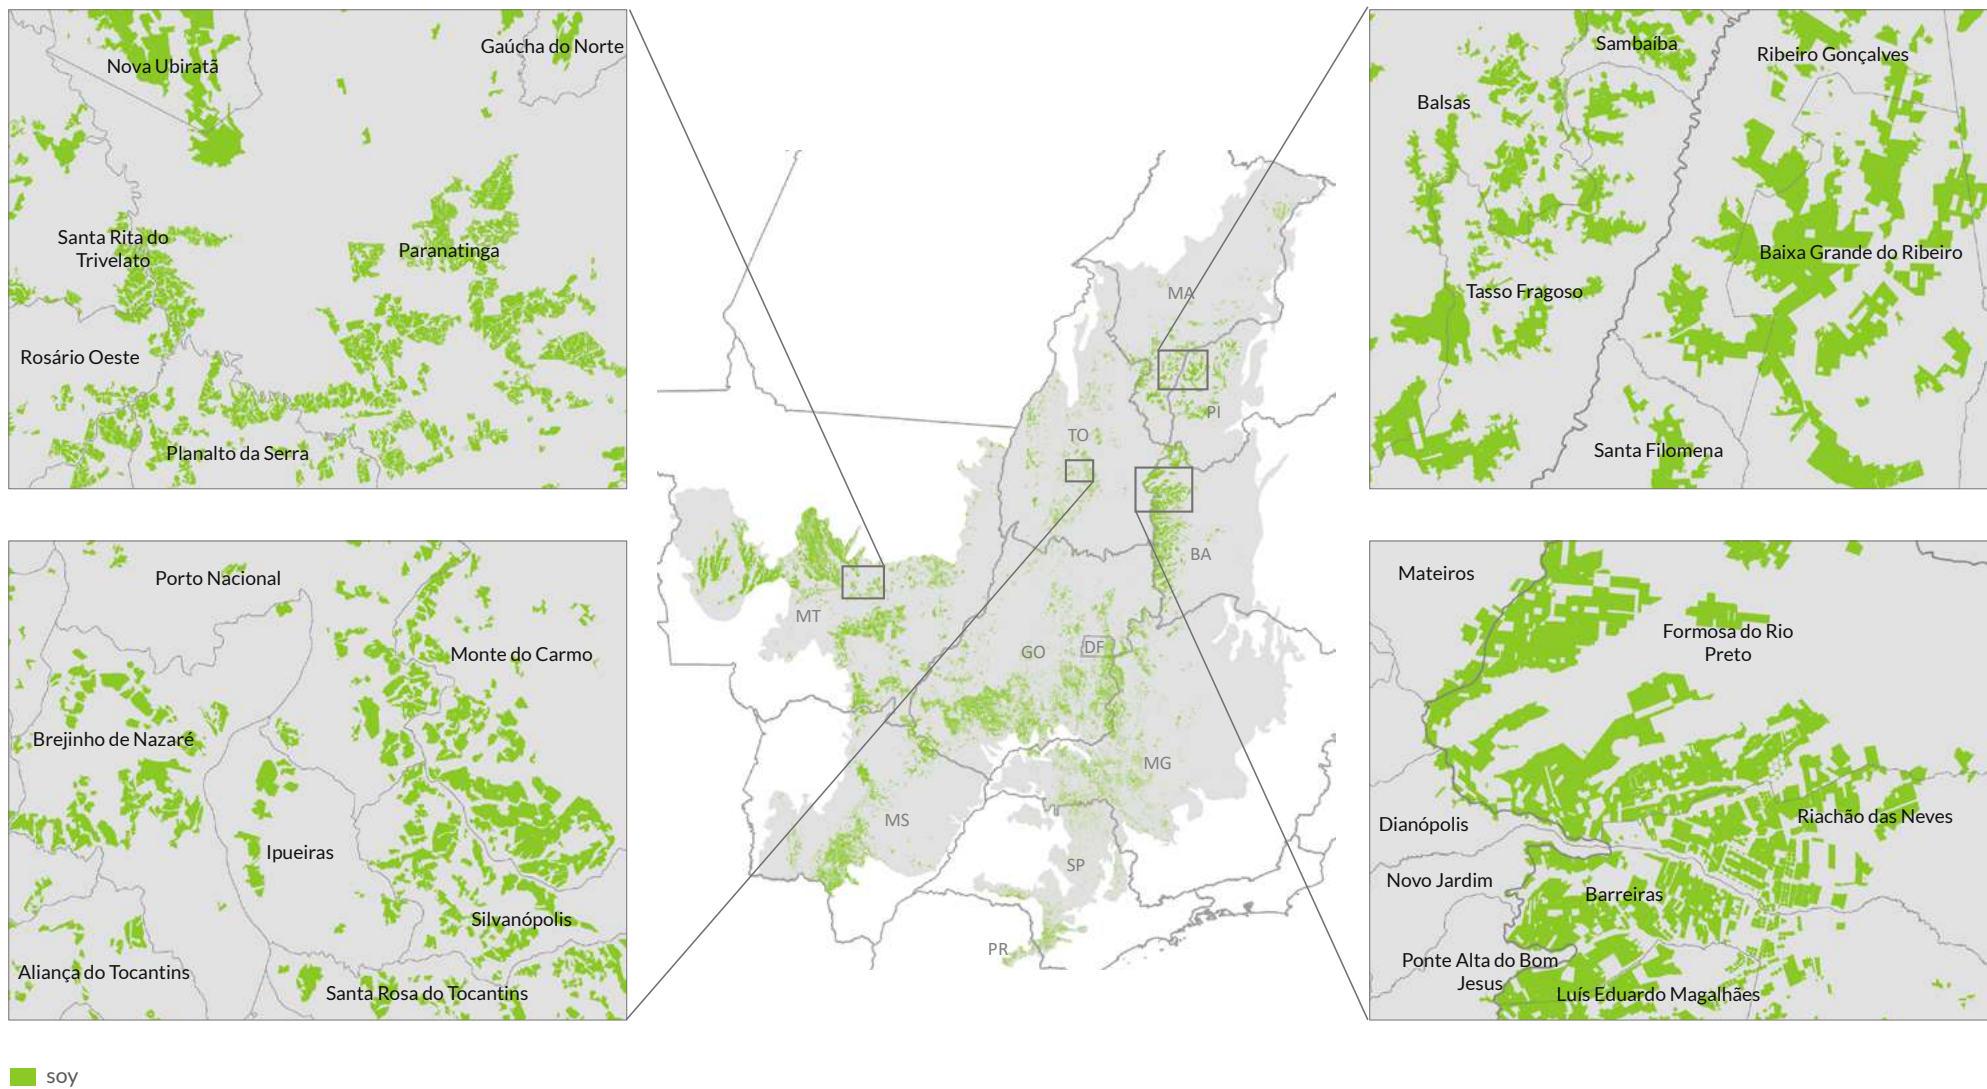 Nova Ubiratã
Gaúcha do Norte
Santa Rita do
Trivelato
Paranatinga
Rosário Oeste
Planalto da Serra
Sambaíba
Ribeiro Gonçalves
Balsas
Baixa Grande do Ribeiro
Tasso Fragoso
Santa Filomena
MA
PI
TO
BA
MT
GO
DF
MG
MS
SP
PR
Porto Nacional
Monte do Carmo
Brejinho de Nazaré
Ipueiras
Silvanópolis
Aliança do Tocantins
Santa Rosa do Tocantins
Mateiros
Formosa do Rio
Preto
Dianópolis
Riachão das Neves
Novo Jardim
Barreiras
Ponte Alta do Bom
Jesus
Luís Eduardo Magalhães
soy